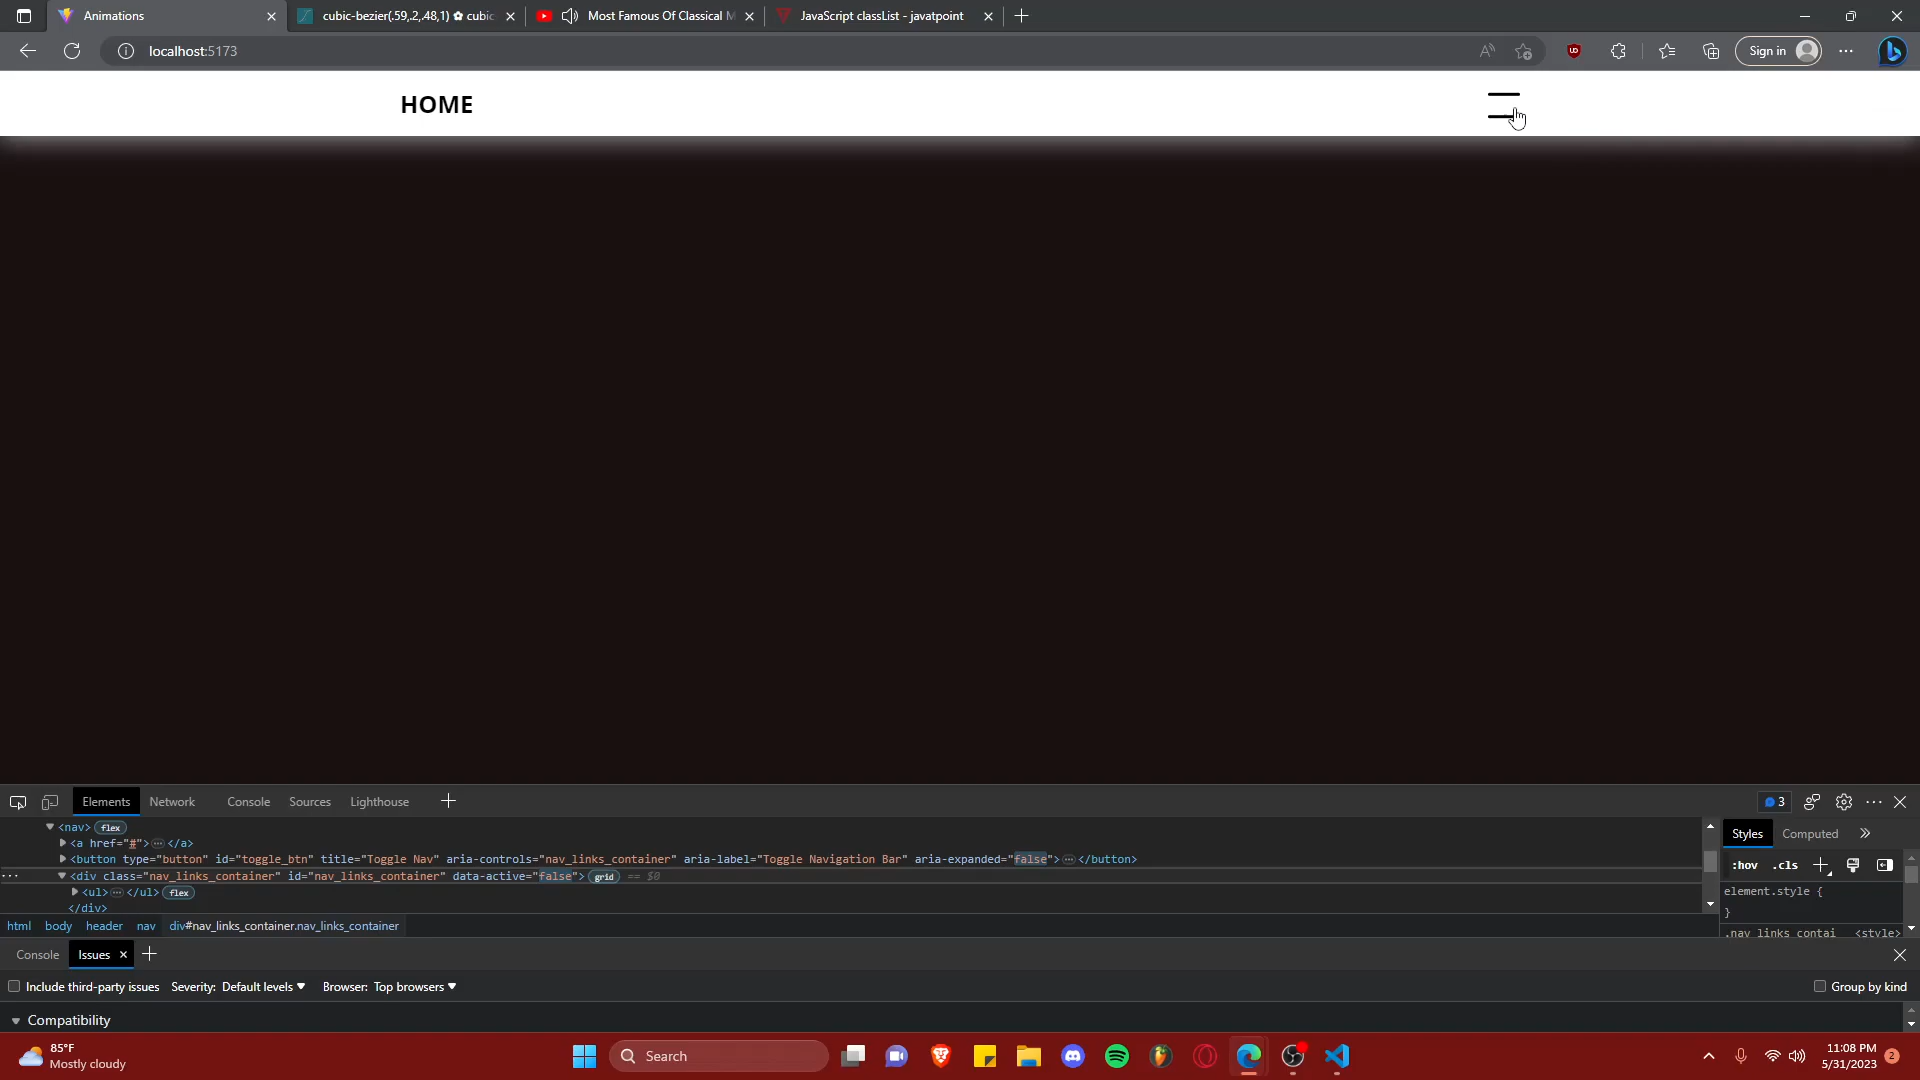 Animations
cubic-bezier(.59,.2,.48,1) ✿ cubic
Most Famous Of Classical M
JavaScript classList - javatpoint
localhost:5173
Sign in
HOME
Elements Network Console Sources Lighthouse
3
<nav> flex
<a href="#">⋯</a>
<button type="button" id="toggle_btn" title="Toggle Nav" aria-controls="nav_links_container" aria-label="Toggle Navigation Bar" aria-expanded="false">⋯</button>
<div class="nav_links_container" id="nav_links_container" data-active="false"> grid == $0
<ul>⋯</ul> flex
</div>
html body header nav div#nav_links_container.nav_links_container
Styles Computed
:hov .cls
element.style {
}
.nav_links_contai <style>
Console Issues
Include third-party issues Severity: Default levels Browser: Top browsers Group by kind
Compatibility
85°F
Mostly cloudy
Search
11:08 PM
5/31/2023
2